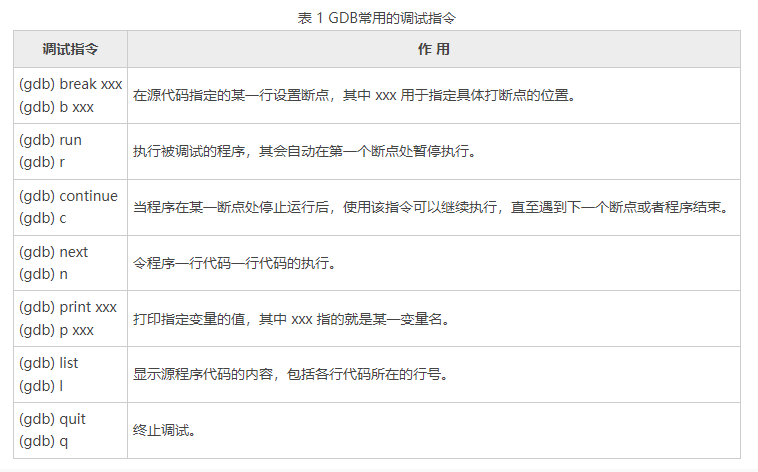 表 1 GDB常用的调试指令
调试指令
作 用
(gdb) break xxx
(gdb) b xxx
在源代码指定的某一行设置断点，其中 xxx 用于指定具体打断点的位置。
(gdb) run
(gdb) r
执行被调试的程序，其会自动在第一个断点处暂停执行。
(gdb) continue
(gdb) c
当程序在某一断点处停止运行后，使用该指令可以继续执行，直至遇到下一个断点或者程序结束。
(gdb) next
(gdb) n
令程序一行代码一行代码的执行。
(gdb) print xxx
(gdb) p xxx
打印指定变量的值，其中 xxx 指的就是某一变量名。
(gdb) list
(gdb) l
显示源程序代码的内容，包括各行代码所在的行号。
(gdb) quit
(gdb) q
终止调试。